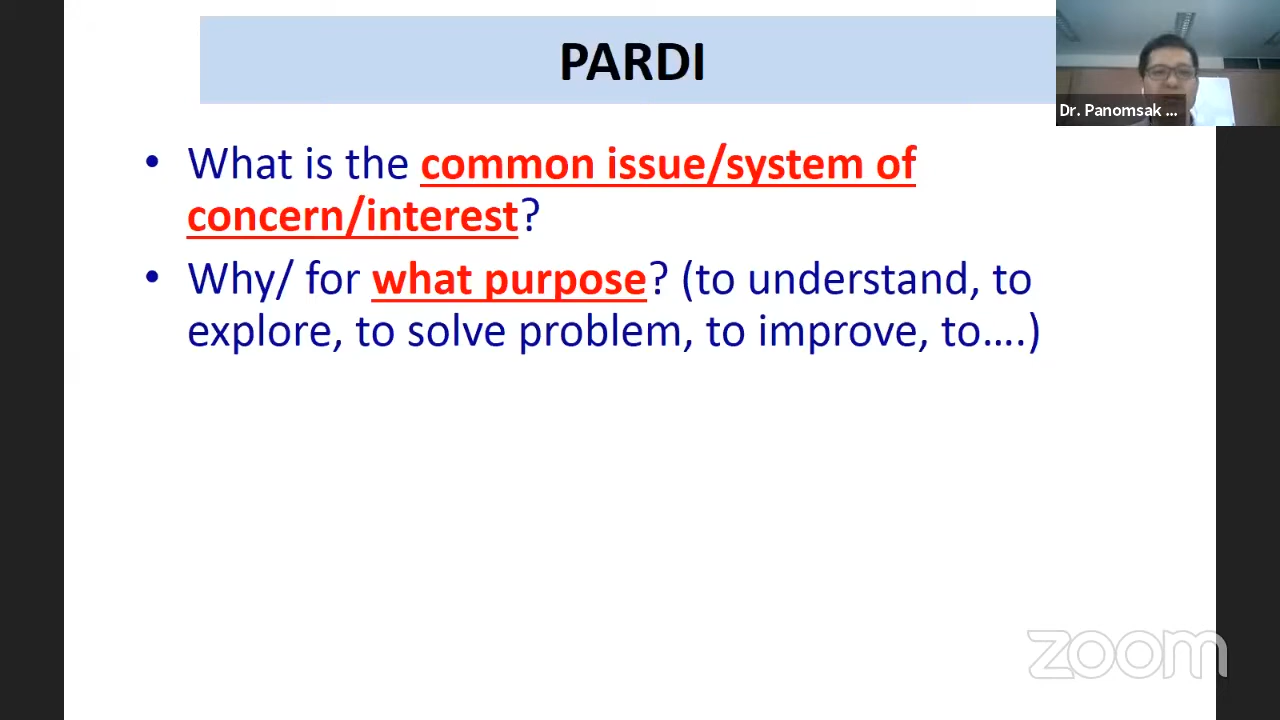 PARDI
Dr. Panomsak ...
• What is the common issue/system of
concern/interest?
• Why/ for what purpose? (to understand, to
explore, to solve problem, to improve, to….)
zoom